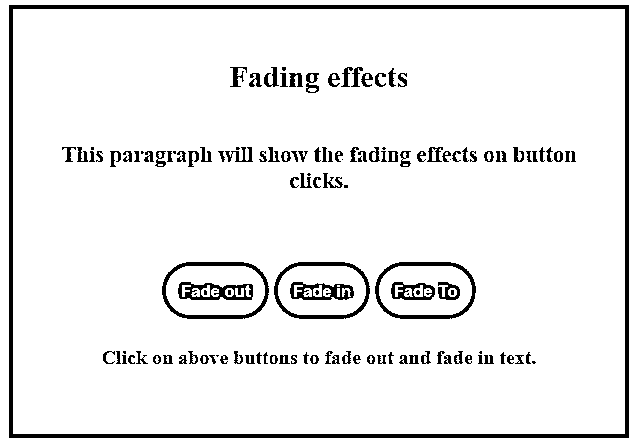 Fading effects
This paragraph will show the fading effects on button
clicks.
Fade out Fade in Fade To
Click on above buttons to fade out and fade in text.